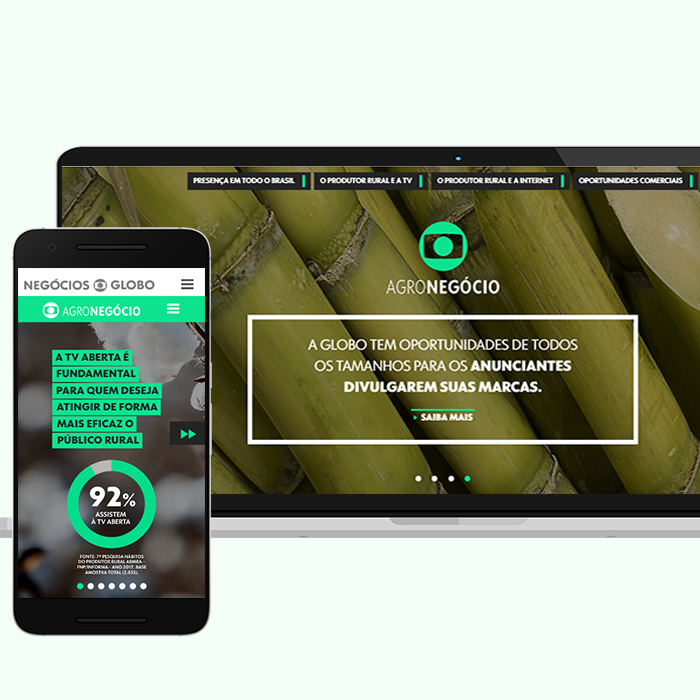 PRESENÇA EM TODO O BRASIL
O PRODUTOR RURAL E A TV
O PRODUTOR RURAL E A INTERNET
OPORTUNIDADES COMERCIAIS
AGRONEGÓCIO
A GLOBO TEM OPORTUNIDADES DE TODOS
OS TAMANHOS PARA OS ANUNCIANTES
DIVULGAREM SUAS MARCAS.
SAIBA MAIS
NEGÓCIOS GLOBO
AGRONEGÓCIO
A TV ABERTA É
FUNDAMENTAL
PARA QUEM DESEJA
ATINGIR DE FORMA
MAIS EFICAZ O
PÚBLICO RURAL
92%
ASSISTEM
À TV ABERTA
FONTE: 7ª PESQUISA HÁBITOS
DO PRODUTOR RURAL ABMRA -
FNP/INFORMA - ANO 2017. BASE
AMOSTRA TOTAL (2.835).